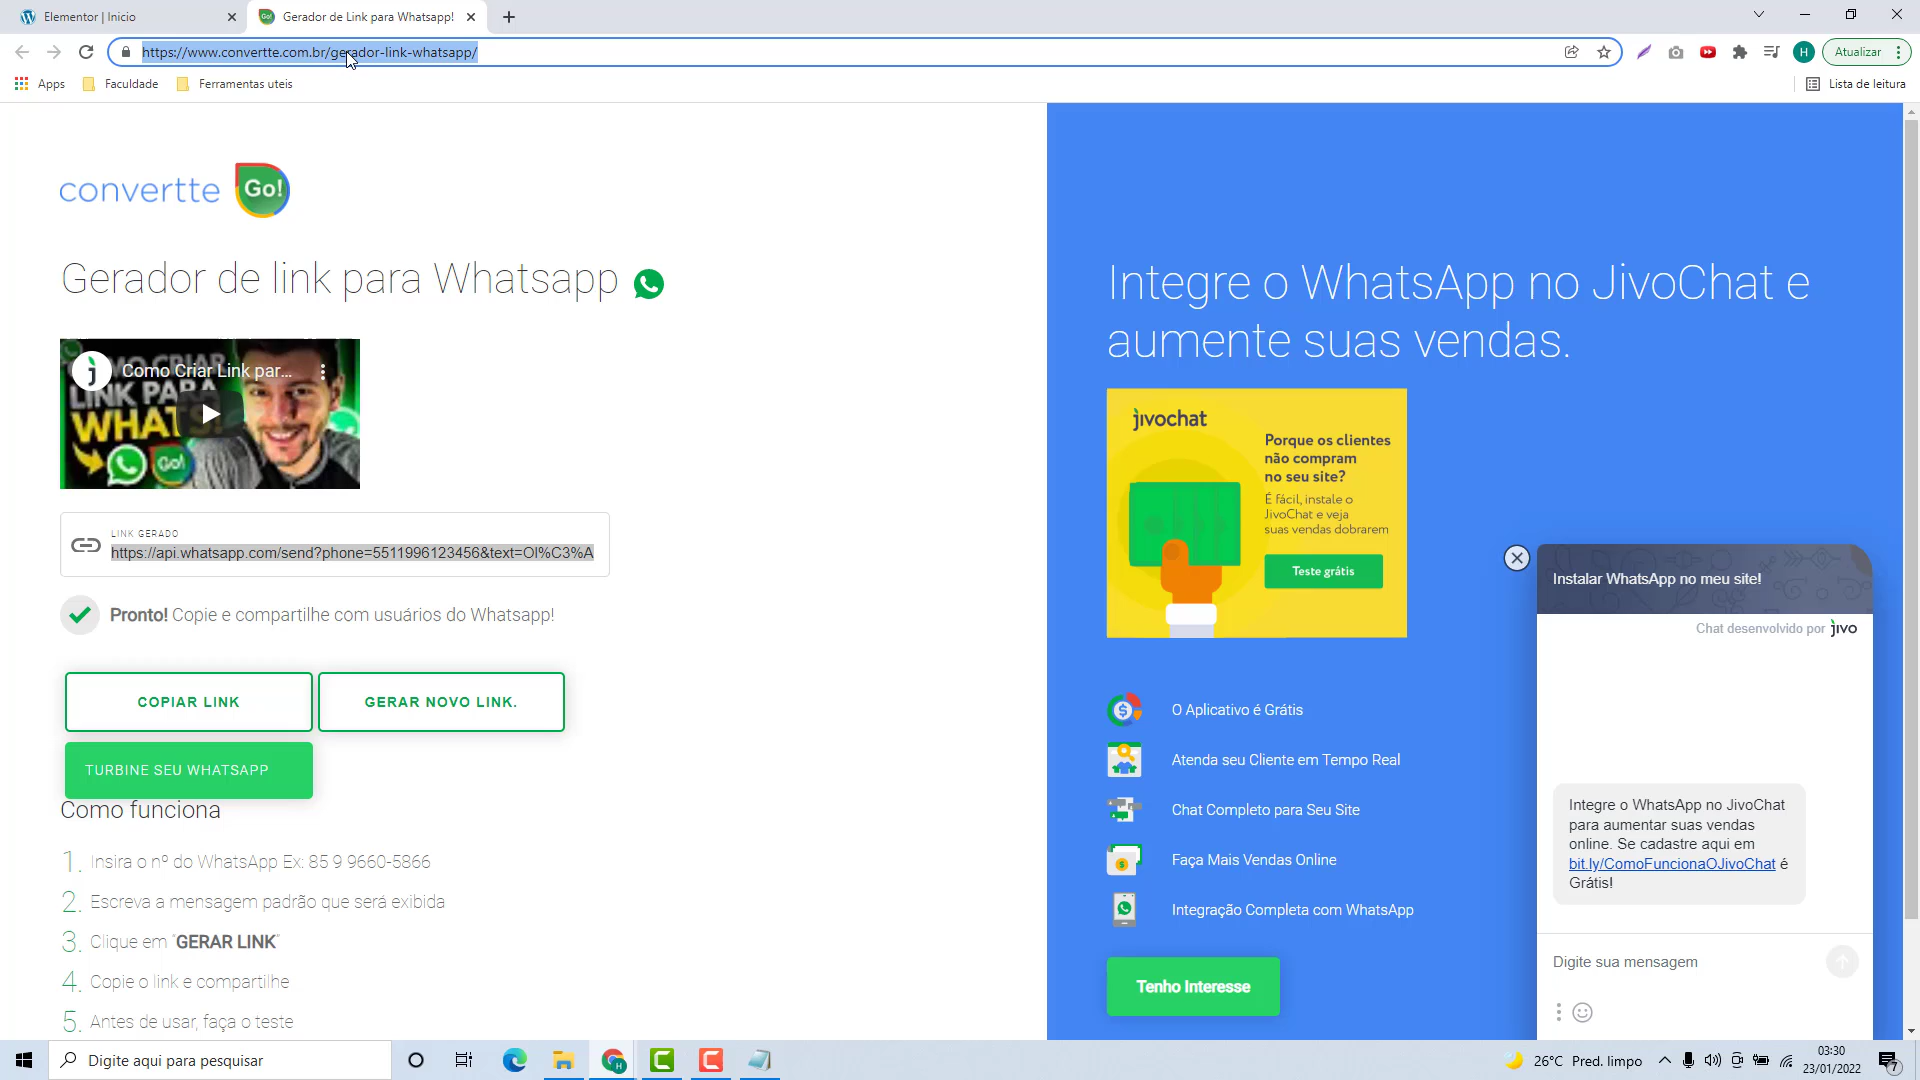 Elementor | Inicio
Gerador de Link para Whatsapp!
https://www.convertte.com.br/gerador-link-whatsapp/
H
Atualizar
Apps
Faculdade
Ferramentas uteis
Lista de leitura
convertte Go!
Gerador de link para Whatsapp
Como Criar Link par...
COMO CRIAR
LINK PARA
WHATS
Go!
LINK GERADO
https://api.whatsapp.com/send?phone=5511996123456&text=Ol%C3%A
Pronto! Copie e compartilhe com usuários do Whatsapp!
COPIAR LINK
GERAR NOVO LINK.
TURBINE SEU WHATSAPP
Como funciona
1. Insira o nº do WhatsApp Ex: 85 9 9660-5866
2. Escreva a mensagem padrão que será exibida
3. Clique em "GERAR LINK"
4. Copie o link e compartilhe
5. Antes de usar, faça o teste
Integre o WhatsApp no JivoChat e
aumente suas vendas.
jivochat
Porque os clientes
não compram
no seu site?
É fácil, instale o
JivoChat e veja
suas vendas dobrarem
Teste grátis
O Aplicativo é Grátis
Atenda seu Cliente em Tempo Real
Chat Completo para Seu Site
Faça Mais Vendas Online
Integração Completa com WhatsApp
Tenho Interesse
Instalar WhatsApp no meu site!
Chat desenvolvido por jivo
Integre o WhatsApp no JivoChat
para aumentar suas vendas
online. Se cadastre aqui em
bit.ly/ComoFuncionaOJivoChat é
Grátis!
Digite sua mensagem
Digite aqui para pesquisar
26°C Pred. limpo
03:30
23/01/2022
7